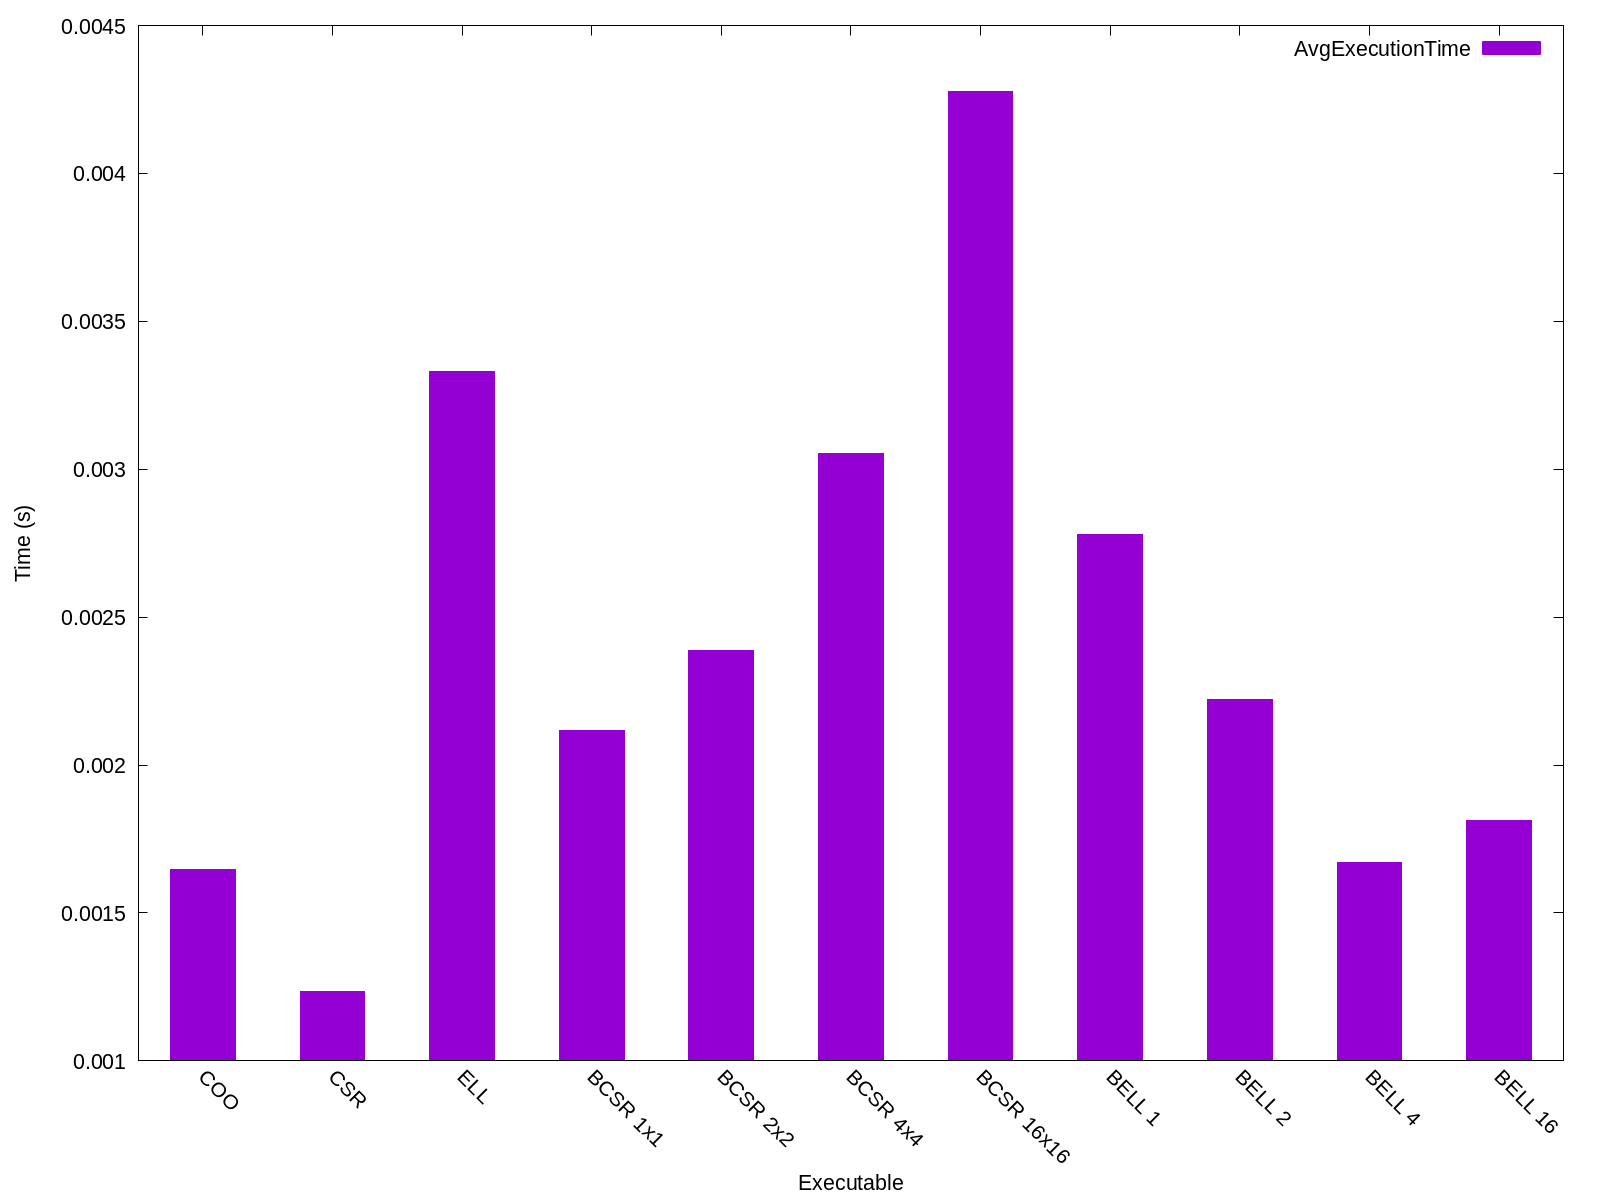 0.0045
0.004
0.0035
0.003
0.0025
0.002
0.0015
0.001
Time (s)
AvgExecutionTime
COO
CSR
ELL
BCSR 1x1
BCSR 2x2
BCSR 4x4
BCSR 16x16
BELL 1
BELL 2
BELL 4
BELL 16
Executable